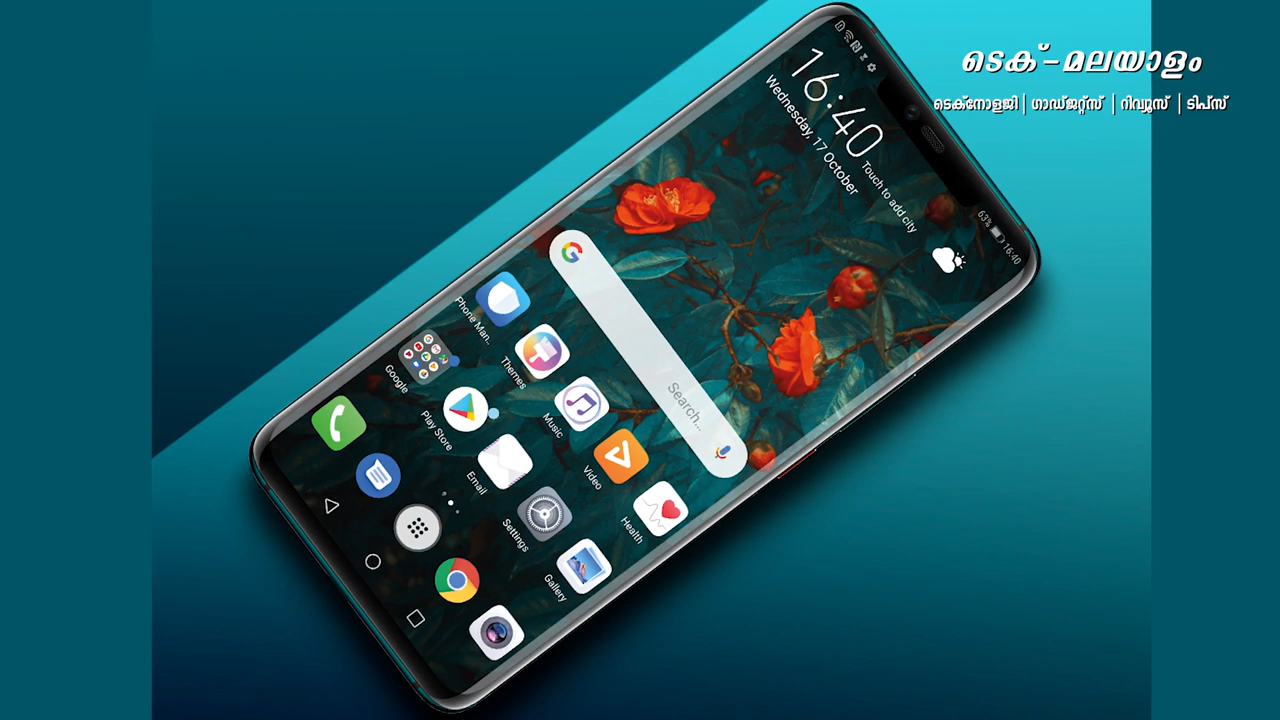 ടെക് - മലയാളം
ടെക്നോളജി | ഗാഡ്ജറ്റ്സ് | റിവ്യൂസ് | ടിപ്സ്
16:40
Wednesday, 17 October
Touch to add city
63% 16:40
Search...
Phone Man..
Themes
Music
Video
Health
Google
Play Store
Email
Settings
Gallery